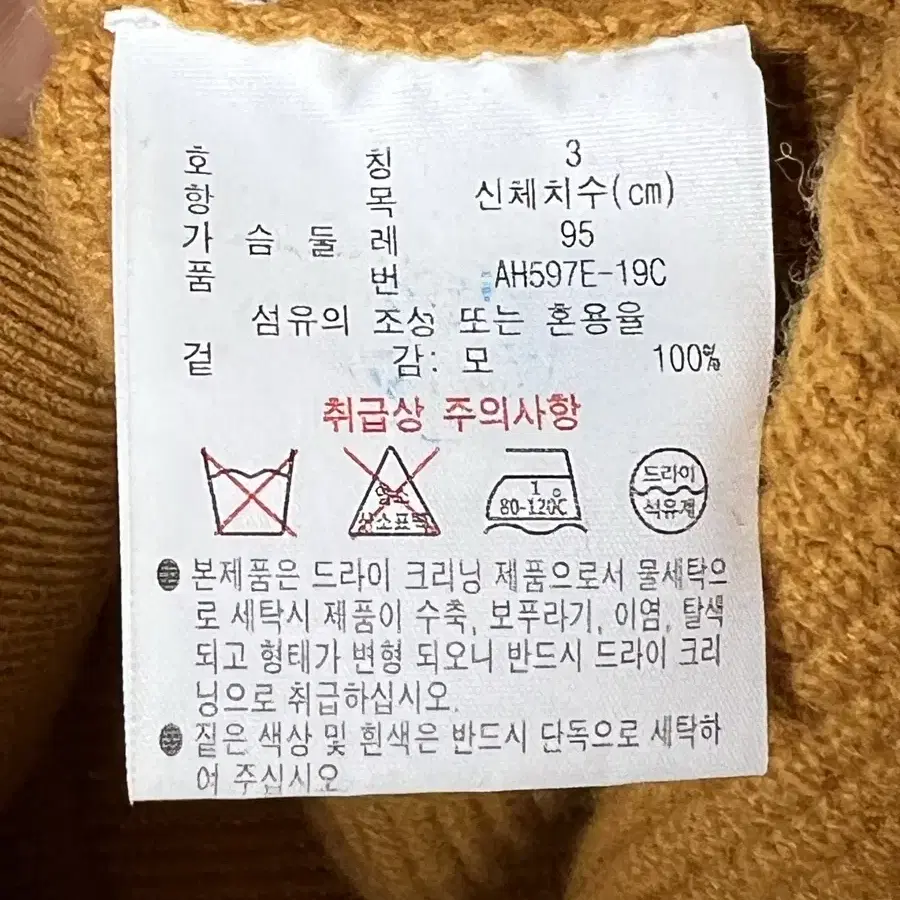 호 칭 3
항 목 신체치수(cm)
가 슴 둘 레 95
품 번 AH597E-19C
섬유의 조성 또는 혼용율
겉 감: 모 100%
취급상 주의사항
염소
산소표백
1
80-120℃
드라이
석유제
본제품은 드라이 크리닝 제품으로서 물세탁으
로 세탁시 제품이 수축, 보푸라기, 이염, 탈색
되고 형태가 변형 되오니 반드시 드라이 크리
닝으로 취급하십시오.
짙은 색상 및 흰색은 반드시 단독으로 세탁하
여 주십시오